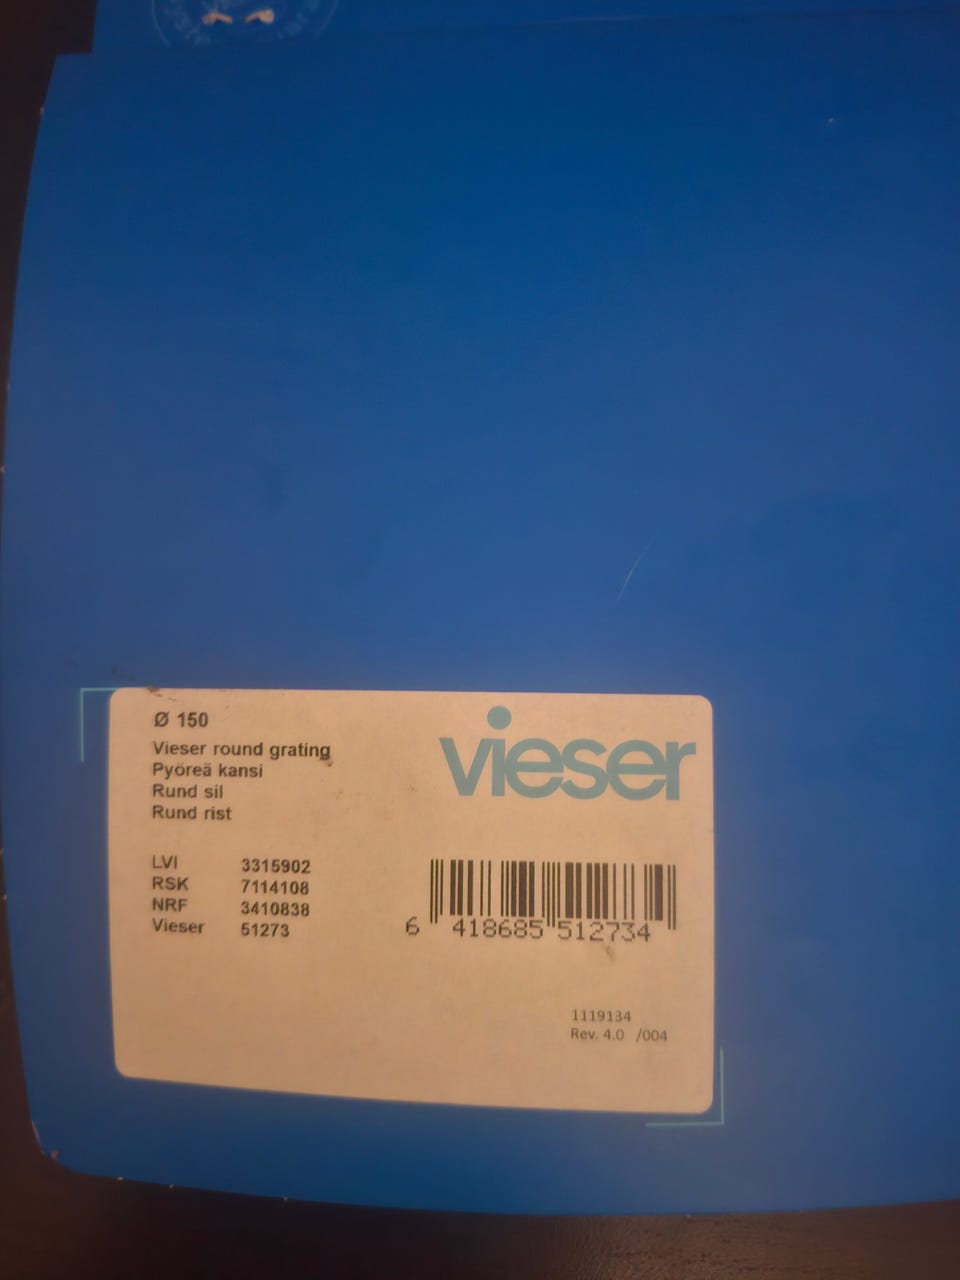 Ø 150
Vieser round grating
Pyöreä kansi
Rund sil
Rund rist
vieser
LVI 3315902
RSK 7114108
NRF 3410838
Vieser 51273
6 418685 512734
1119134
Rev. 4.0 /004